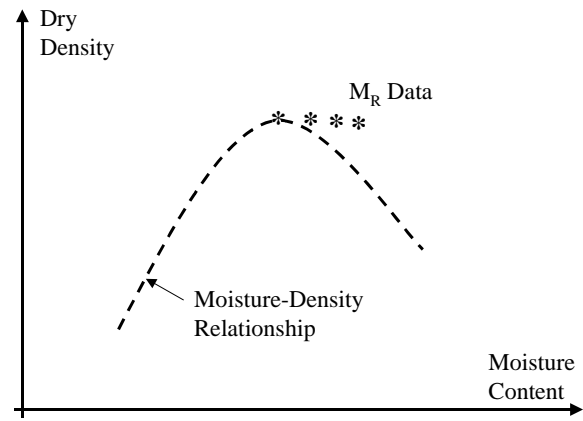 Dry
Density
M_R Data
* * * *
Moisture-Density
Relationship
Moisture
Content